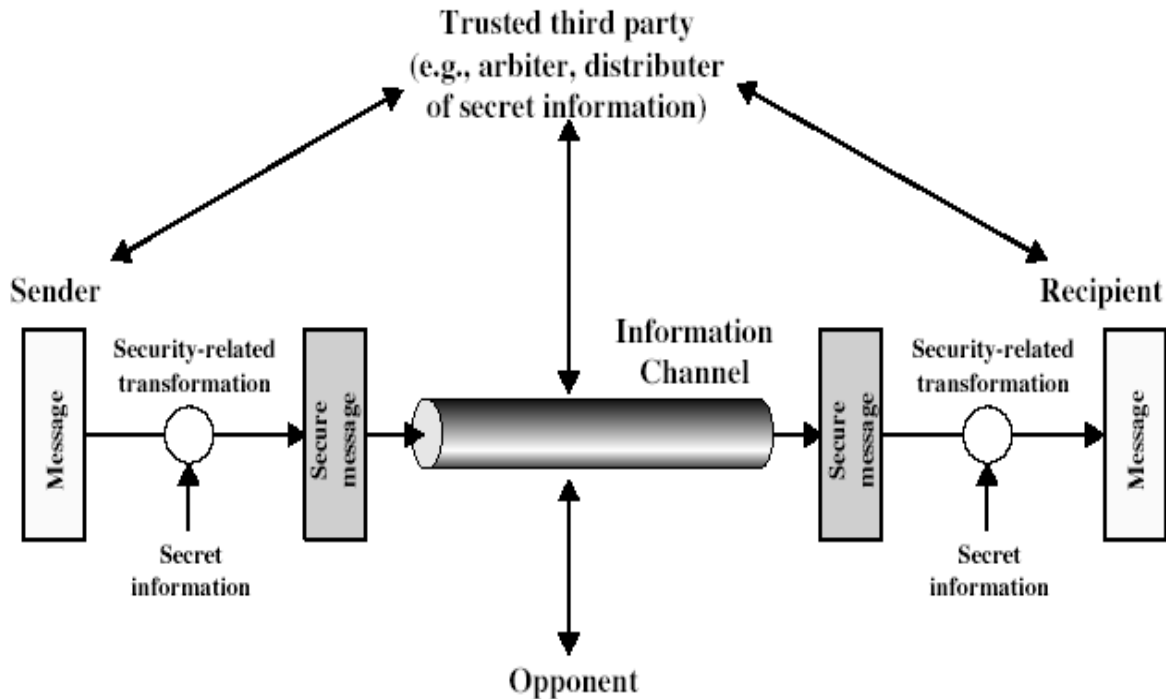 Trusted third party
(e.g., arbiter, distributer
of secret information)
Sender
Recipient
Information
Channel
Security-related
transformation
Security-related
transformation
Message
Secure
message
Secure
message
Message
Secret
information
Secret
information
Opponent